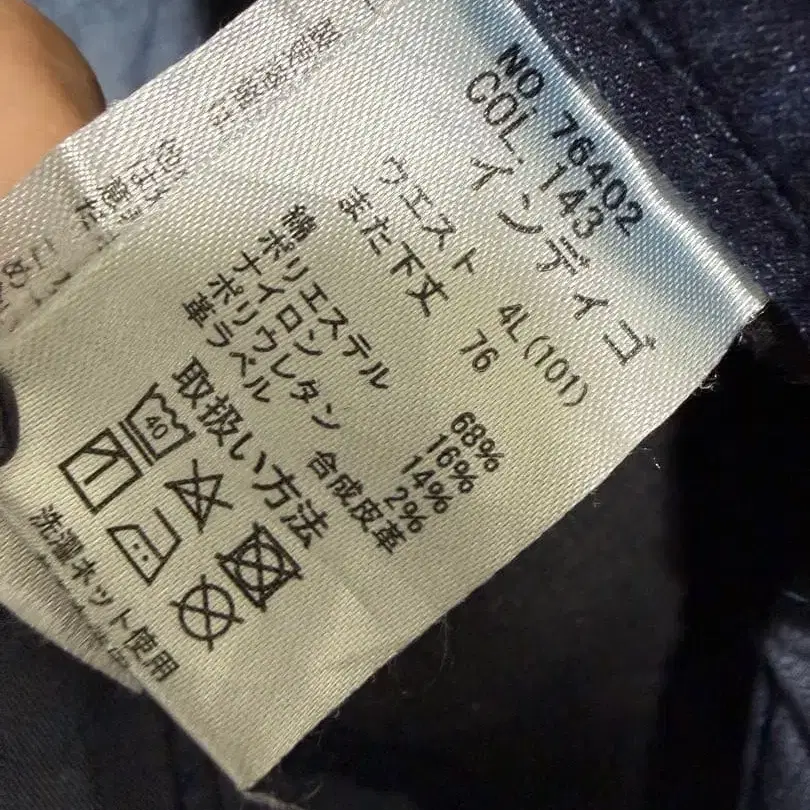 NO. 76402
COL. 143
インディゴ
ウエスト 4L(101)
また下丈 76
綿 68%
ポリエステル 16%
ナイロン 14%
ポリウレタン 2%
革ラベル 合成皮革
取扱い方法
40
洗濯ネット使用